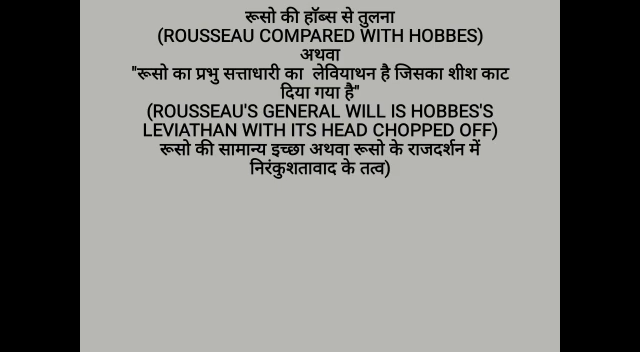 रूसो की हॉब्स से तुलना
(ROUSSEAU COMPARED WITH HOBBES)
अथवा
"रूसो का प्रभु सत्ताधारी का लेवियाथन है जिसका शीश काट
दिया गया है"
(ROUSSEAU'S GENERAL WILL IS HOBBES'S
LEVIATHAN WITH ITS HEAD CHOPPED OFF)
रूसो की सामान्य इच्छा अथवा रूसो के राजदर्शन में
निरंकुशतावाद के तत्व)